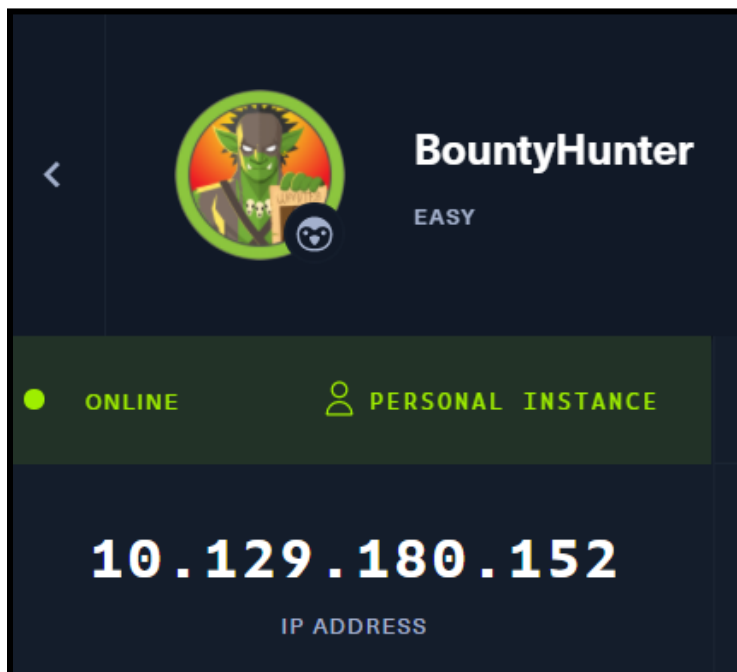 BountyHunter
EASY
ONLINE
PERSONAL INSTANCE
10.129.180.152
IP ADDRESS